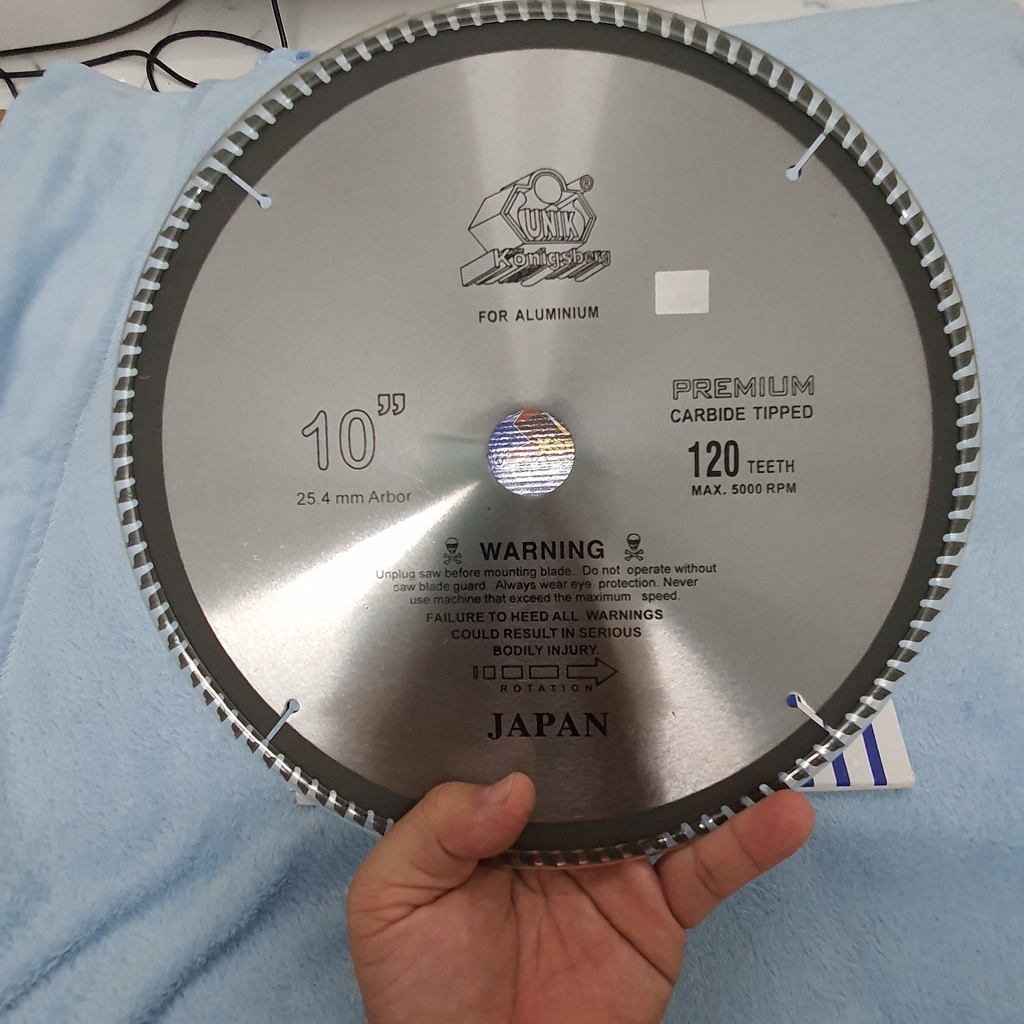 UNIK
®
Königsberg
FOR ALUMINIUM
10”
25.4 mm Arbor
PREMIUM
CARBIDE TIPPED
120 TEETH
MAX. 5000 RPM
WARNING
Unplug saw before mounting blade. Do not operate without
saw blade guard. Always wear eye protection. Never
use machine that exceed the maximum speed.
FAILURE TO HEED ALL WARNINGS
COULD RESULT IN SERIOUS
BODILY INJURY.
ROTATION
JAPAN